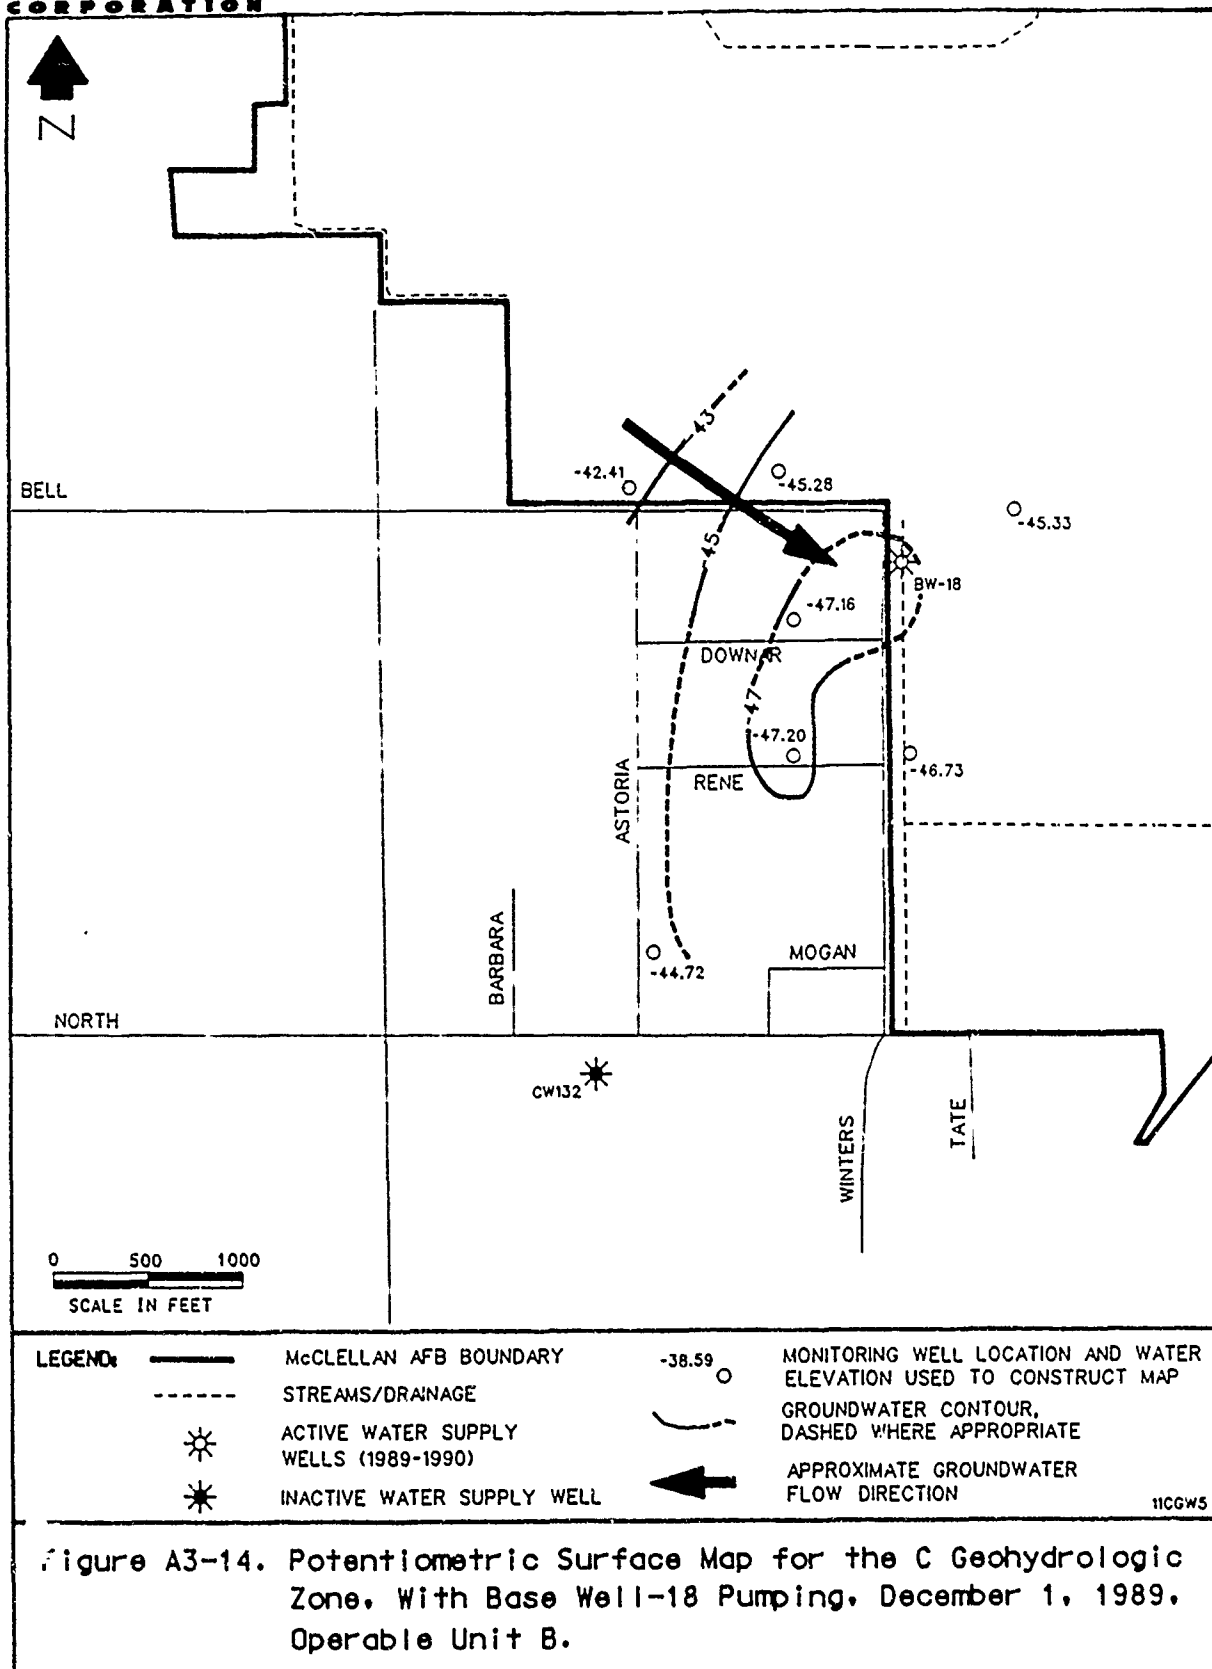 CORPORATION
Z
-43
-42.41
-45.28
BELL
-45.33
-45
BW-18
-47.16
DOWNAR
-47
-47.20
-46.73
RENE
ASTORIA
BARBARA
MOGAN
-44.72
NORTH
CW132
WINTERS
TATE
0 500 1000
SCALE IN FEET
LEGEND:
McCLELLAN AFB BOUNDARY
STREAMS/DRAINAGE
ACTIVE WATER SUPPLY
WELLS (1989-1990)
INACTIVE WATER SUPPLY WELL
-38.59
MONITORING WELL LOCATION AND WATER
ELEVATION USED TO CONSTRUCT MAP
GROUNDWATER CONTOUR,
DASHED WHERE APPROPRIATE
APPROXIMATE GROUNDWATER
FLOW DIRECTION
11CGW5
Figure A3-14. Potentiometric Surface Map for the C Geohydrologic
Zone, With Base Well-18 Pumping, December 1, 1989,
Operable Unit B.